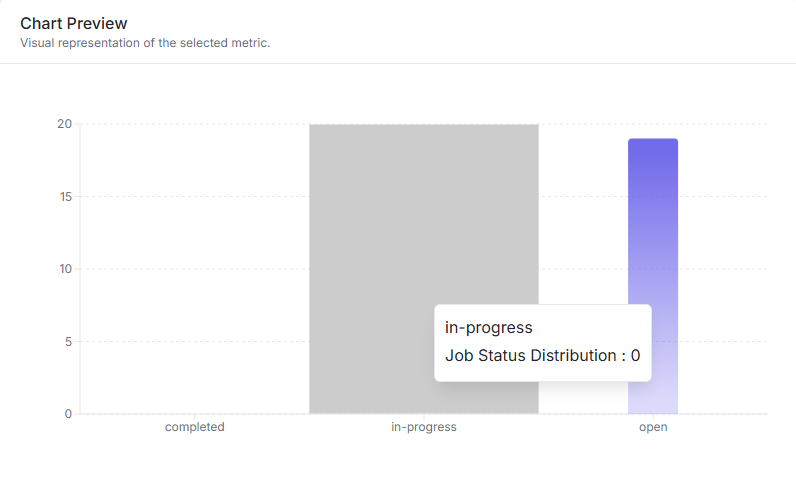 Chart Preview
Visual representation of the selected metric.
20
15
10
5
0
in-progress
Job Status Distribution : 0
completed in-progress open